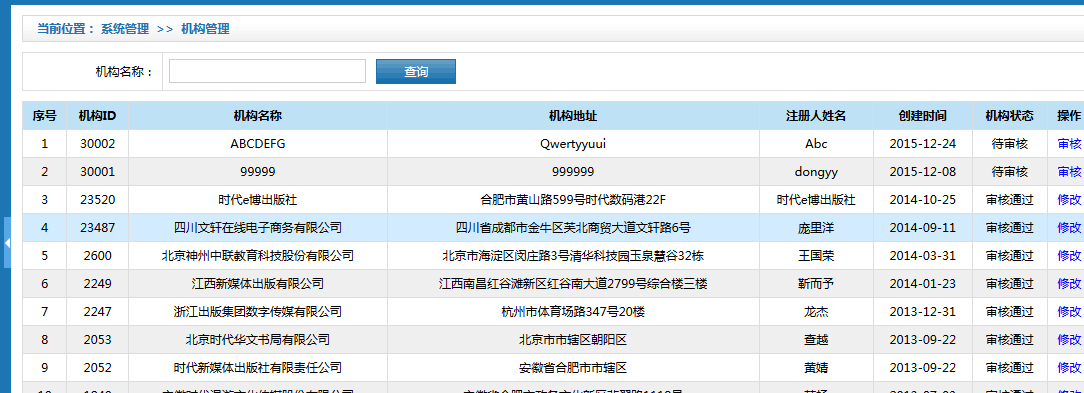 当前位置： 系统管理 >> 机构管理
机构名称： 查询
序号 机构ID 机构名称 机构地址 注册人姓名 创建时间 机构状态 操作
1 30002 ABCDEFG Qwertyyuui Abc 2015-12-24 待审核 审核
2 30001 99999 999999 dongyy 2015-12-08 待审核 审核
3 23520 时代e博出版社 合肥市黄山路599号时代数码港22F 时代e博出版社 2014-10-25 审核通过 修改
4 23487 四川文轩在线电子商务有限公司 四川省成都市金牛区芙北商贸大道文轩路6号 庞里洋 2014-09-11 审核通过 修改
5 2600 北京神州中联教育科技股份有限公司 北京市海淀区闵庄路3号清华科技园玉泉慧谷32栋 王国荣 2014-03-31 审核通过 修改
6 2249 江西新媒体出版有限公司 江西南昌红谷滩新区红谷南大道2799号综合楼三楼 靳而予 2014-01-23 审核通过 修改
7 2247 浙江出版集团数字传媒有限公司 杭州市体育场路347号20楼 龙杰 2013-12-31 审核通过 修改
8 2053 北京时代华文书局有限公司 北京市市辖区朝阳区 查越 2013-09-22 审核通过 修改
9 2052 时代新媒体出版社有限责任公司 安徽省合肥市市辖区 黄婧 2013-09-22 审核通过 修改